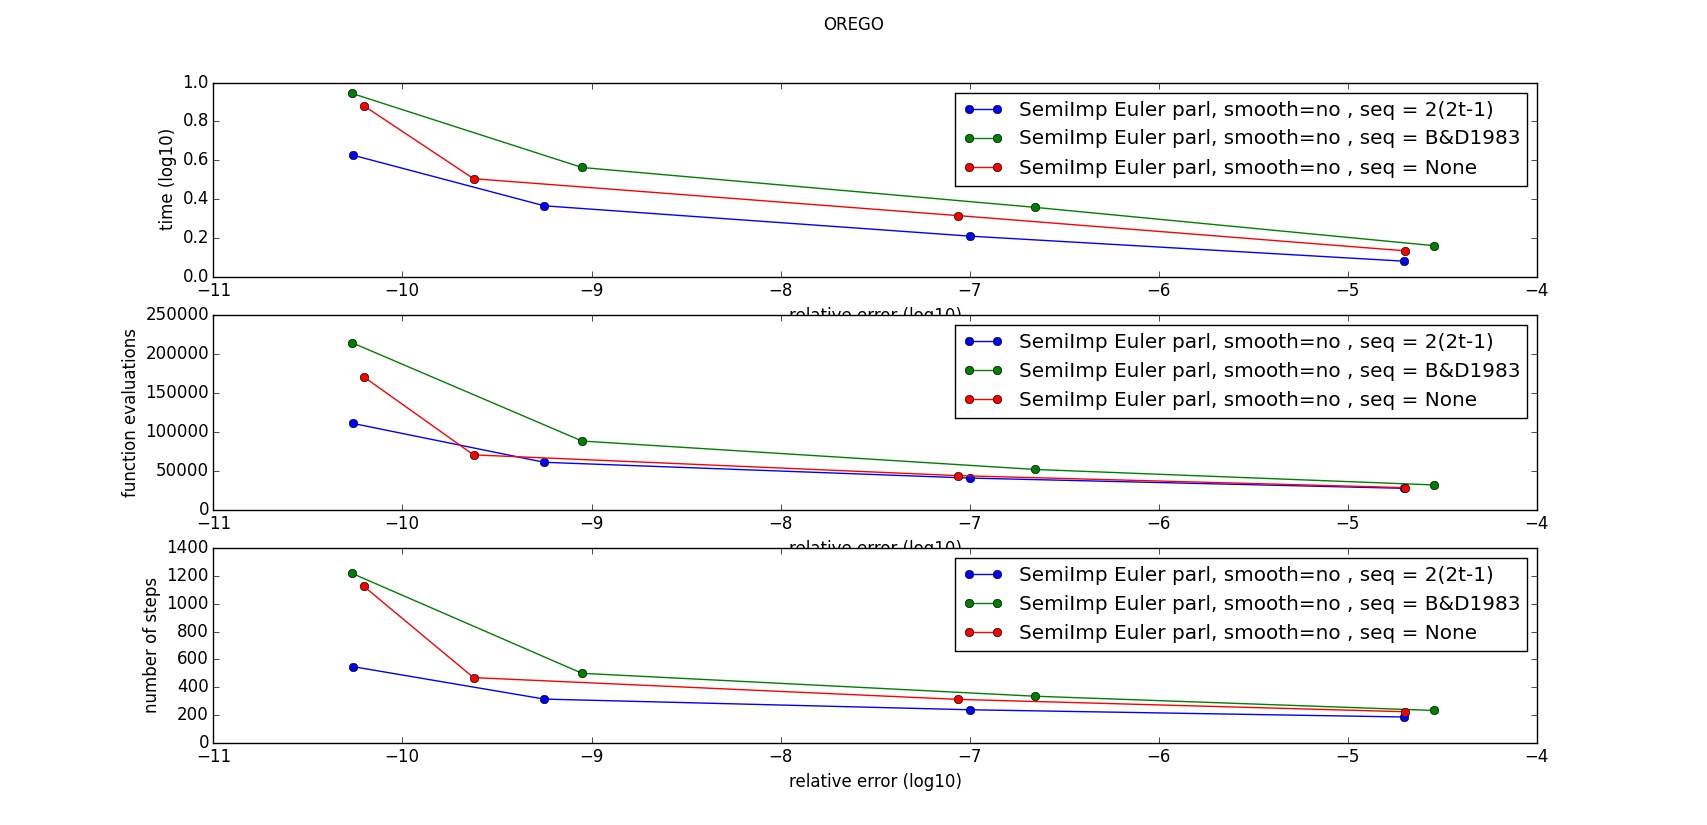 OREGO
time (log10)
1.0
0.8
0.6
0.4
0.2
0.0
SemiImp Euler parl, smooth=no , seq = 2(2t-1)
SemiImp Euler parl, smooth=no , seq = B&D1983
SemiImp Euler parl, smooth=no , seq = None
−11 −10 −9 −8 −7 −6 −5 −4
relative error (log10)
function evaluations
250000
200000
150000
100000
50000
0
SemiImp Euler parl, smooth=no , seq = 2(2t-1)
SemiImp Euler parl, smooth=no , seq = B&D1983
SemiImp Euler parl, smooth=no , seq = None
−11 −10 −9 −8 −7 −6 −5 −4
relative error (log10)
number of steps
1400
1200
1000
800
600
400
200
0
SemiImp Euler parl, smooth=no , seq = 2(2t-1)
SemiImp Euler parl, smooth=no , seq = B&D1983
SemiImp Euler parl, smooth=no , seq = None
−11 −10 −9 −8 −7 −6 −5 −4
relative error (log10)